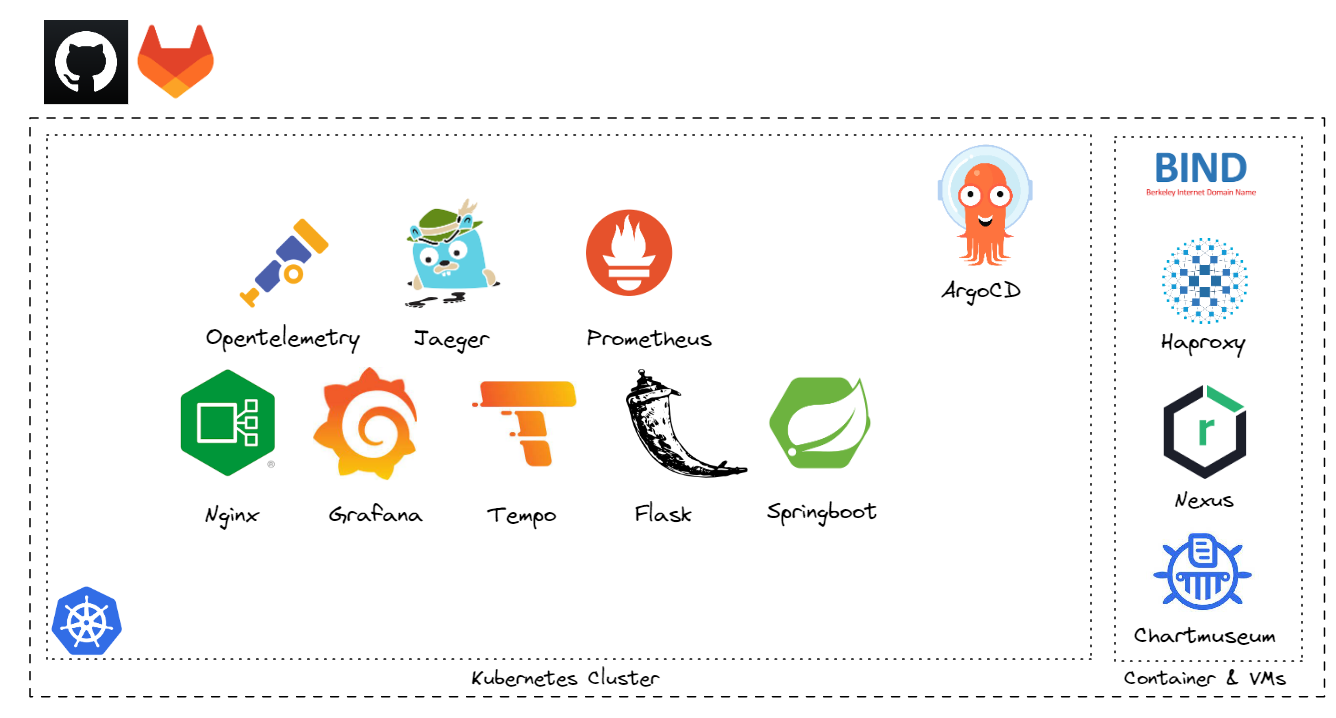 BIND
Berkeley Internet Domain Name
ArgoCD
Opentelemetry
Jaeger
Prometheus
Haproxy
®
r
Nginx
Grafana
Tempo
Flask
Springboot
Nexus
Chartmuseum
Kubernetes Cluster
Container & VMs